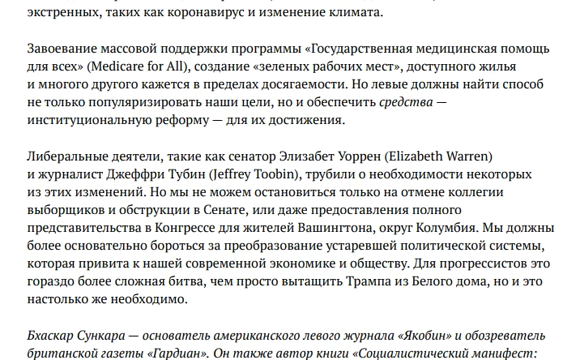 экстренных, таких как коронавирус и изменение климата.
Завоевание массовой поддержки программы «Государственная медицинская помощь
для всех» (Medicare for All), создание «зеленых рабочих мест», доступного жилья
и многого другого кажется в пределах досягаемости. Но левые должны найти способ
не только популяризировать наши цели, но и обеспечить средства —
институциональную реформу — для их достижения.
Либеральные деятели, такие как сенатор Элизабет Уоррен (Elizabeth Warren)
и журналист Джеффри Тубин (Jeffrey Toobin), трубили о необходимости некоторых
из этих изменений. Но мы не можем остановиться только на отмене коллегии
выборщиков и обструкции в Сенате, или даже предоставления полного
представительства в Конгрессе для жителей Вашингтона, округ Колумбия. Мы должны
более основательно бороться за преобразование устаревшей политической системы,
которая привита к нашей современной экономике и обществу. Для прогрессистов это
гораздо более сложная битва, чем просто вытащить Трампа из Белого дома, но и это
настолько же необходимо.
Бхаскар Сункара — основатель американского левого журнала «Якобин» и обозреватель
британской газеты «Гардиан». Он также автор книги «Социалистический манифест: